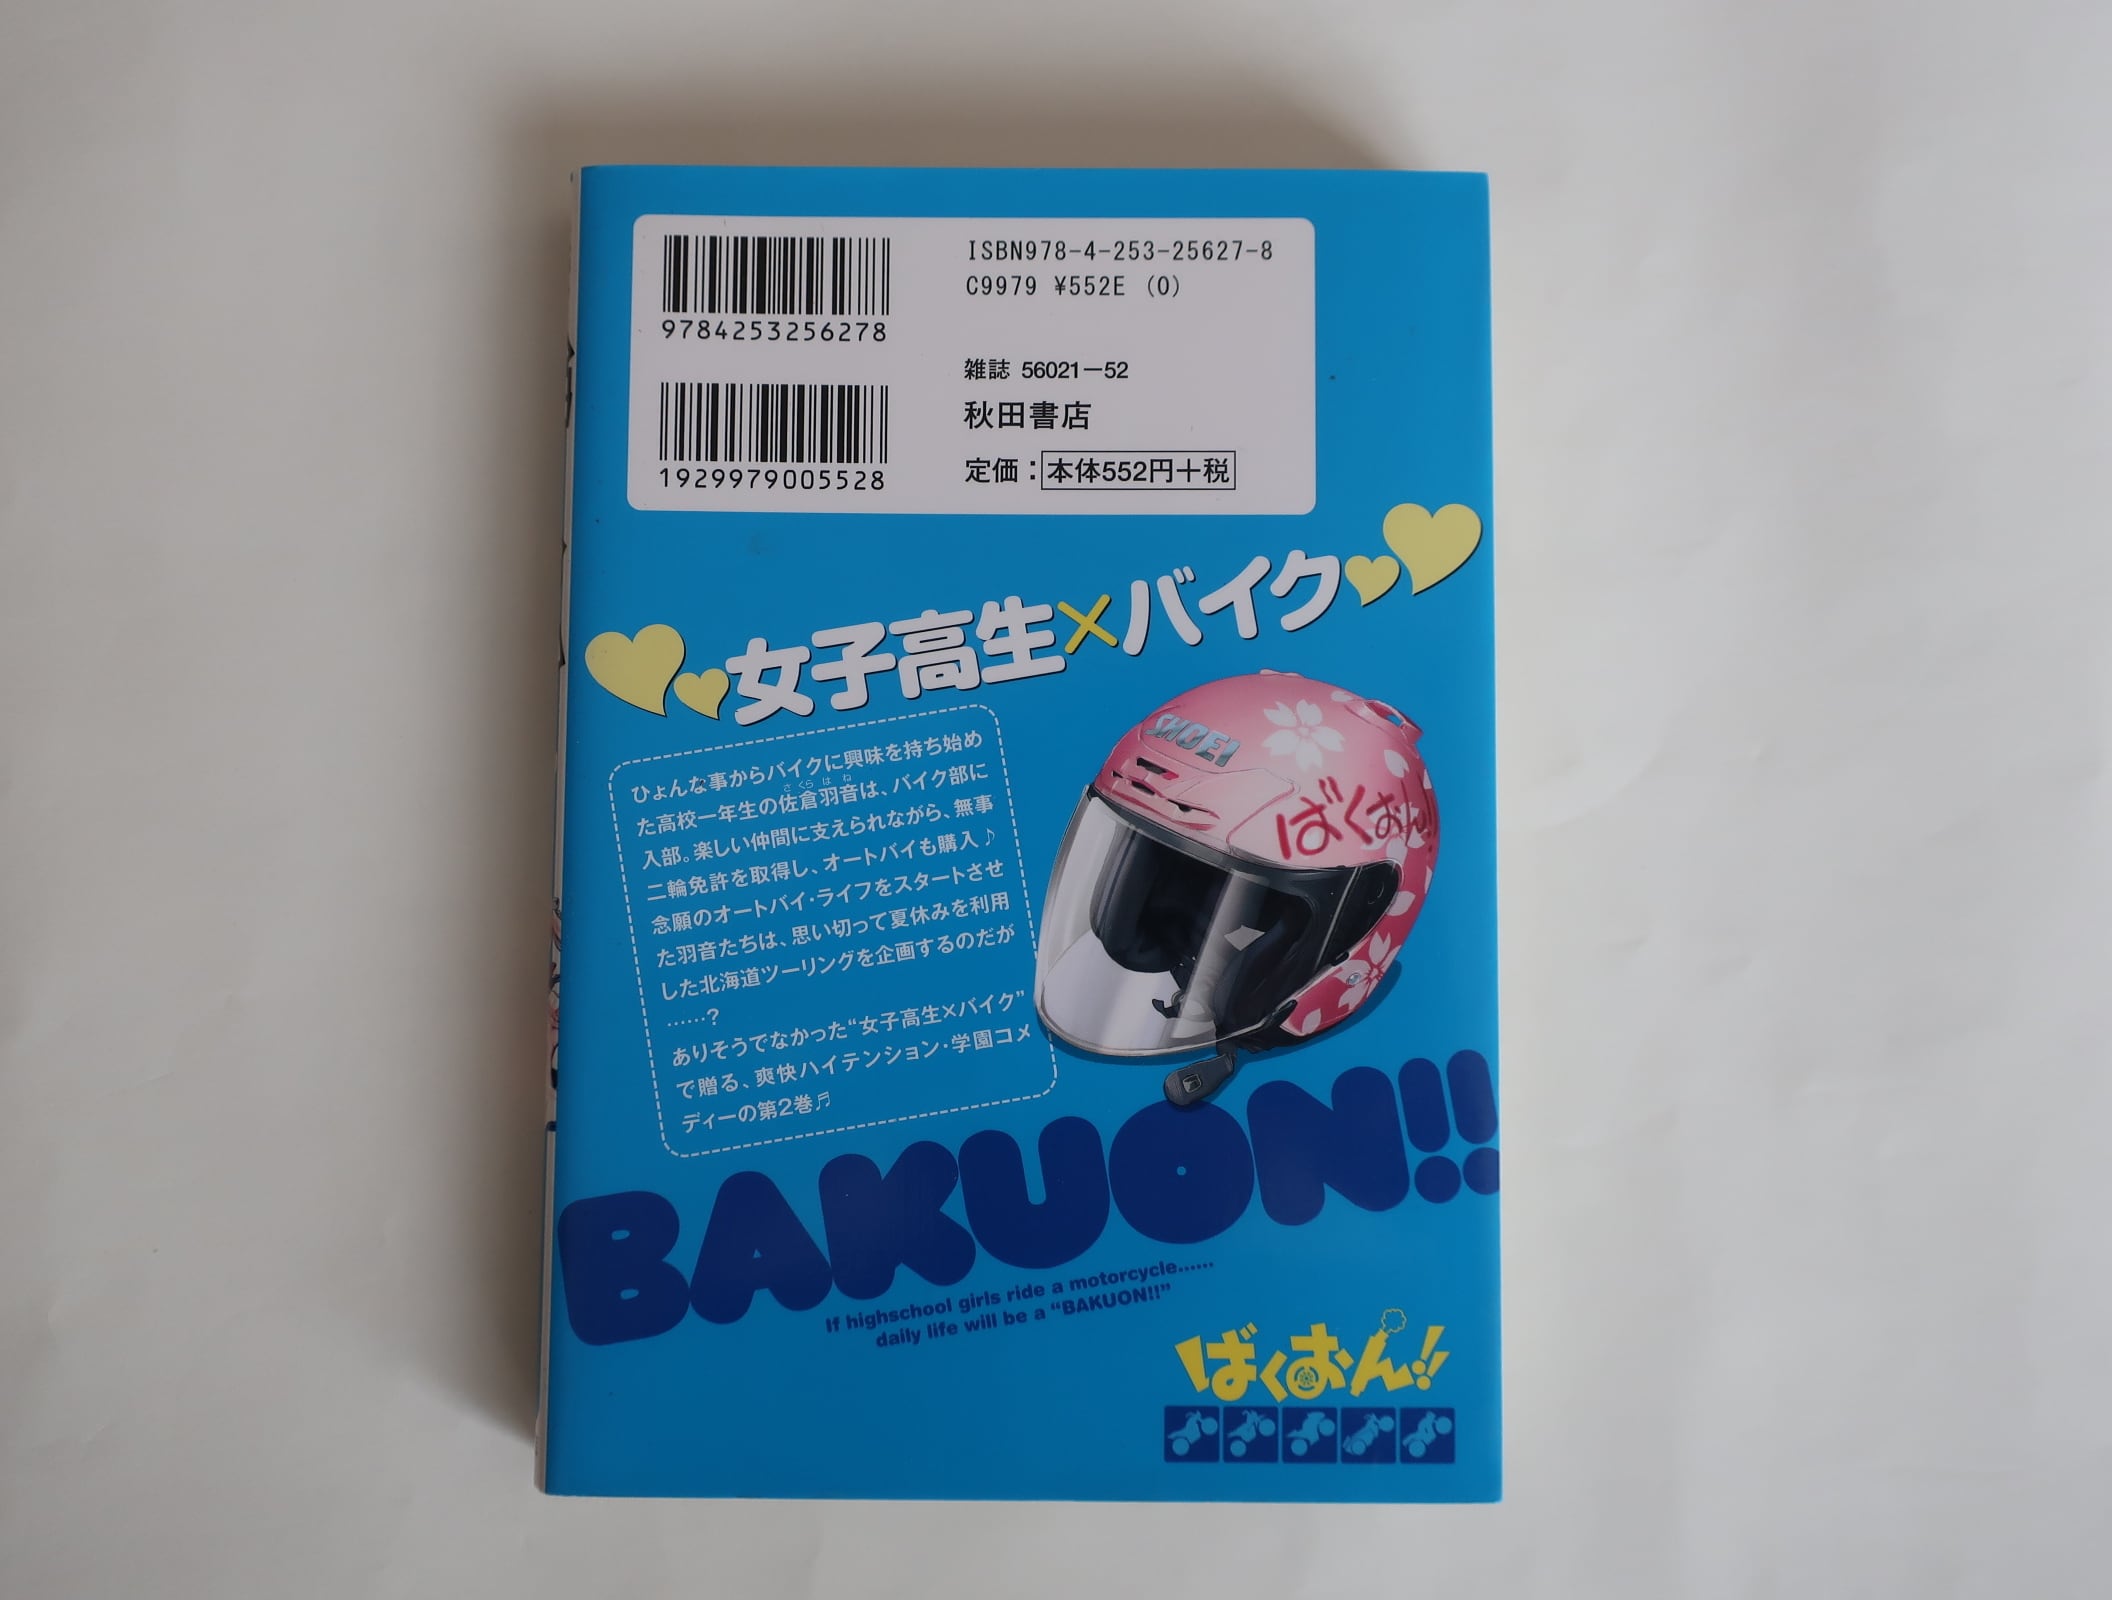 ISBN978-4-253-25627-8
C9979 ¥552E (0)
9784253256278
雑誌 56021-52
秋田書店
1929979005528
定価:本体552円+税
女子高生×バイク
ひょんな事からバイクに興味を持ち始め
さくら はね
た高校一年生の佐倉羽音は、バイク部に
入部。楽しい仲間に支えられながら、無事
二輪免許を取得し、オートバイも購入♪
念願のオートバイ・ライフをスタートさせ
た羽音たちは、思い切って夏休みを利用
した北海道ツーリングを企画するのだが
……?
ありそうでなかった“女子高生×バイク”
で贈る、爽快ハイテンション・学園コメ
ディーの第2巻♬
SHOEI
ばくおん!!
BAKUON!!
If highschool girls ride a motorcycle……
daily life will be a “BAKUON!!”
ばくおん!!